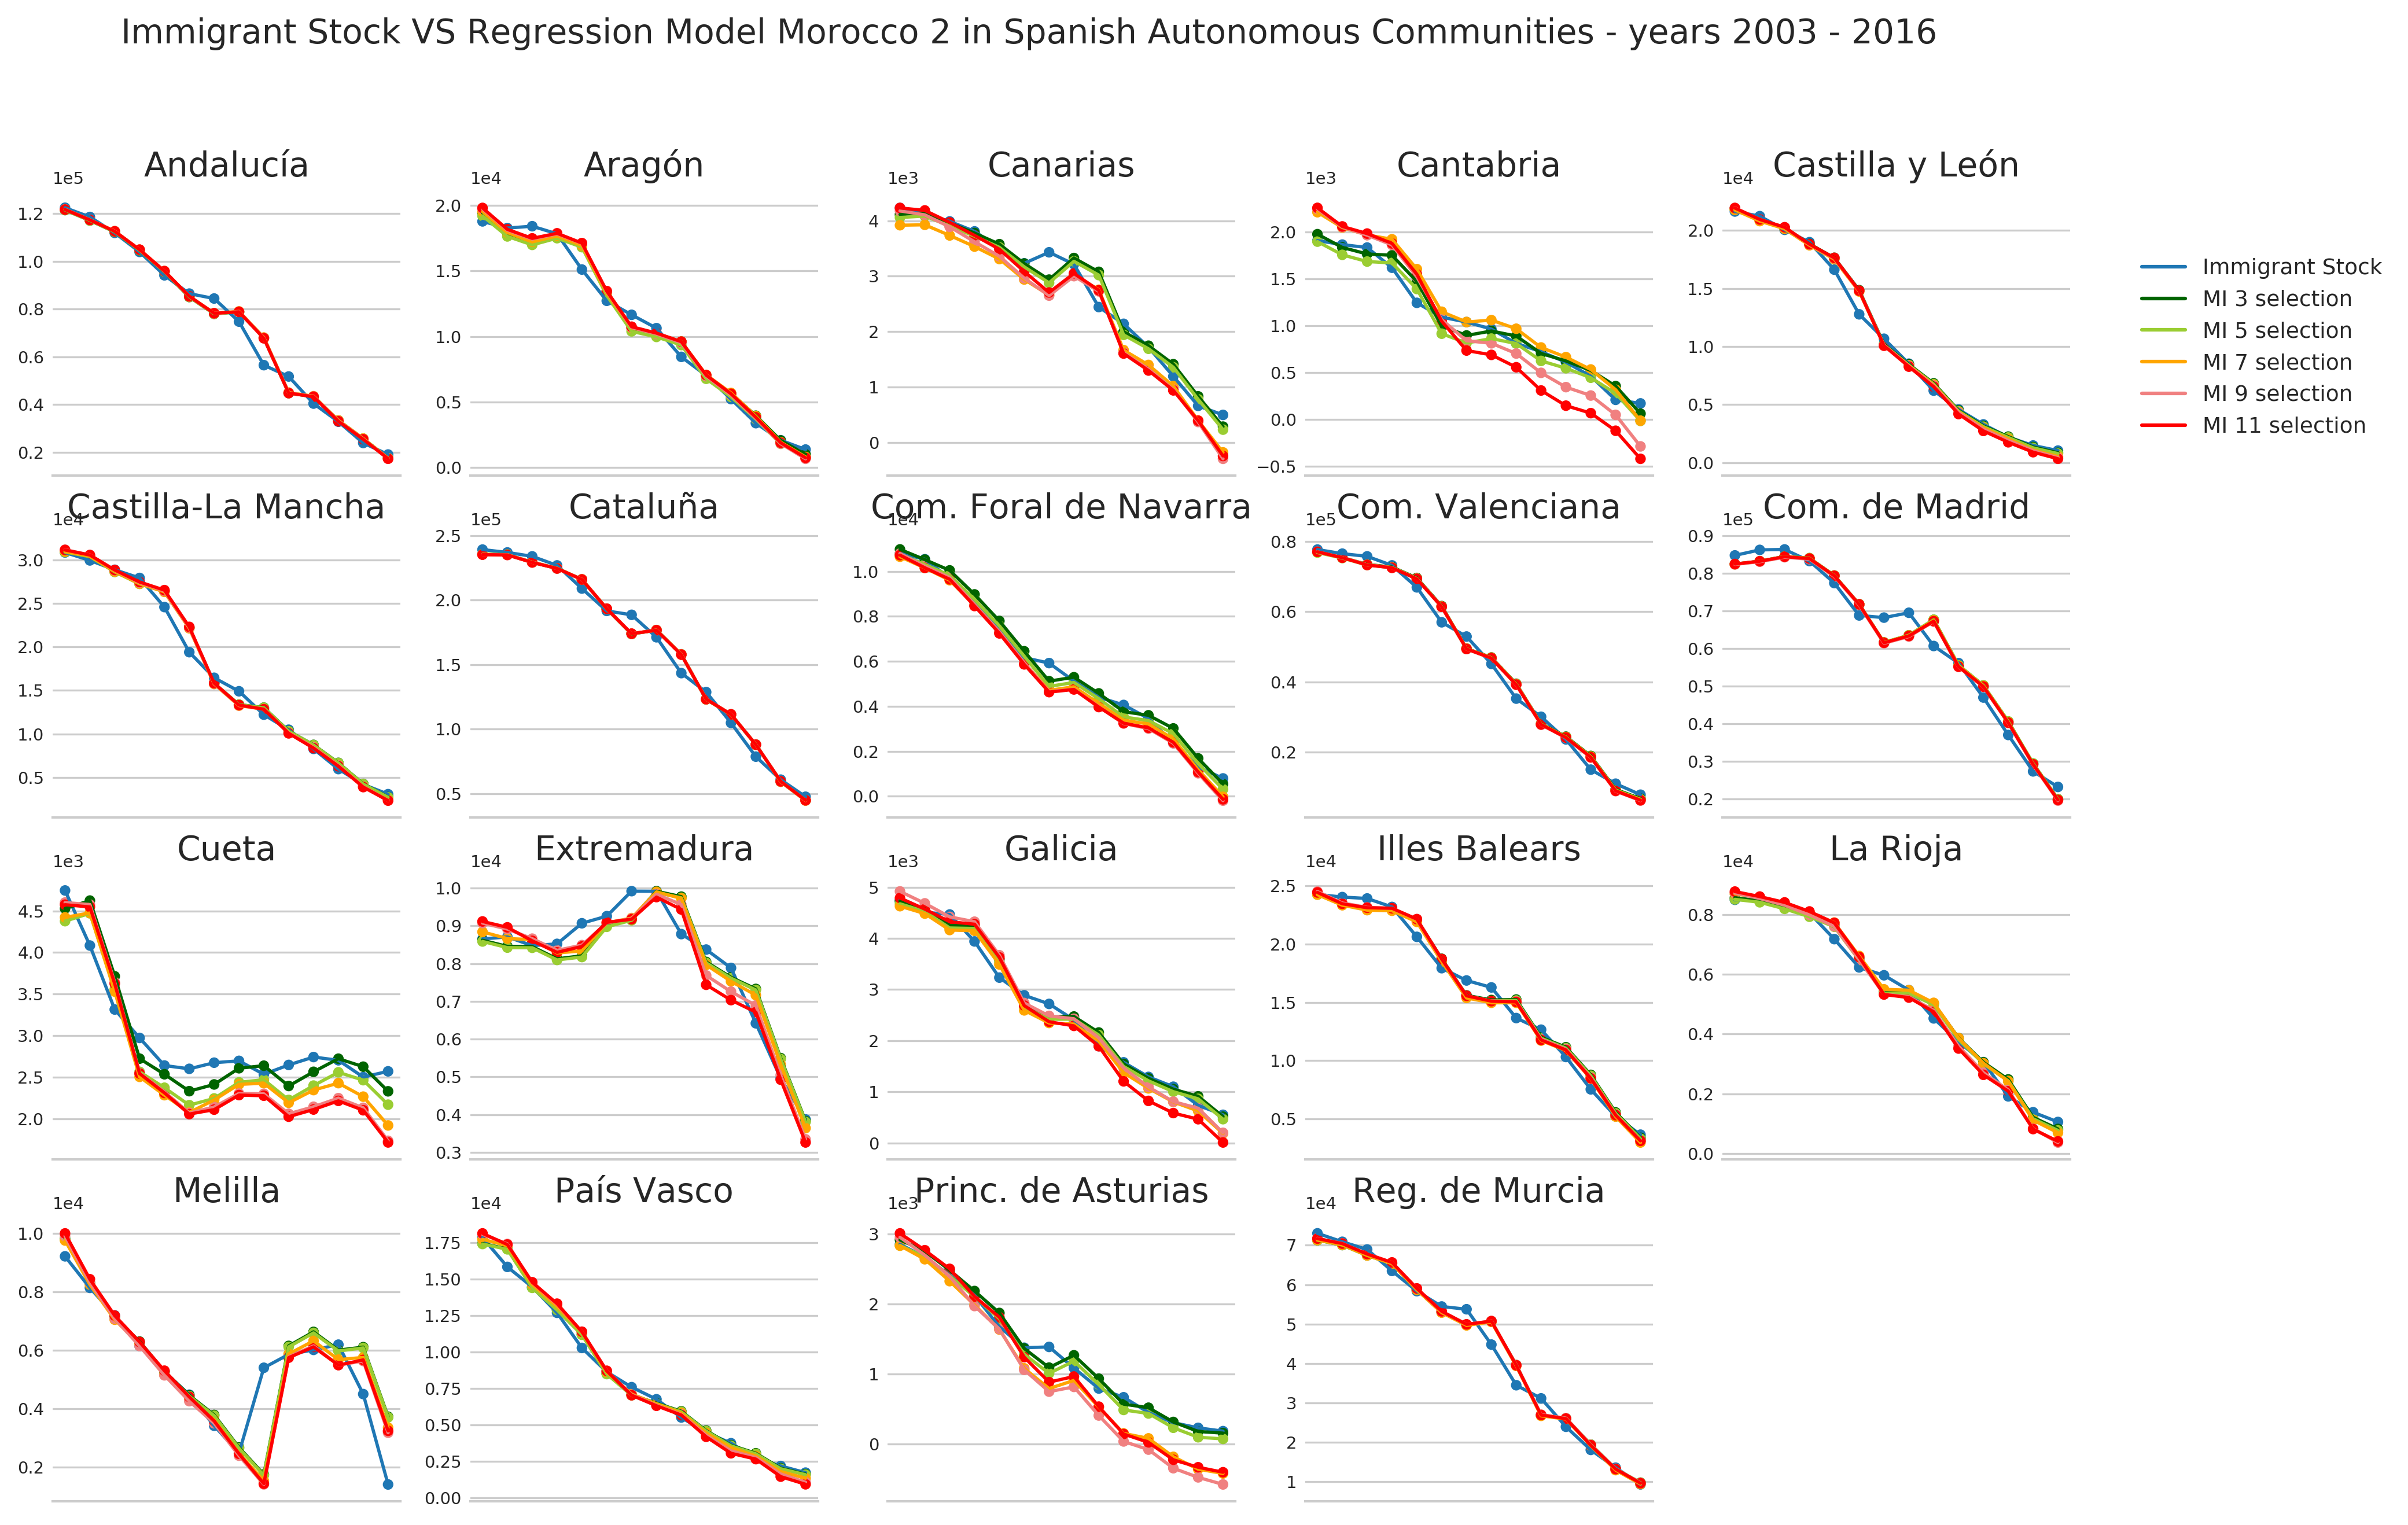 Immigrant Stock VS Regression Model Morocco 2 in Spanish Autonomous Communities - years 2003 - 2016
Andalucía
Aragón
Canarias
Cantabria
Castilla y León
1e5
1e4
1e3
1e3
1e4
1.2
1.0
0.8
0.6
0.4
0.2
2.0
1.5
1.0
0.5
0.0
4
3
2
1
0
2.0
1.5
1.0
0.5
0.0
−0.5
2.0
1.5
1.0
0.5
0.0
Immigrant Stock
MI 3 selection
MI 5 selection
MI 7 selection
MI 9 selection
MI 11 selection
Castilla-La Mancha
Cataluña
Com. Foral de Navarra
Com. Valenciana
Com. de Madrid
1e4
1e5
1e4
1e5
1e5
3.0
2.5
2.0
1.5
1.0
0.5
2.5
2.0
1.5
1.0
0.5
1.0
0.8
0.6
0.4
0.2
0.0
0.8
0.6
0.4
0.2
0.9
0.8
0.7
0.6
0.5
0.4
0.3
0.2
Cueta
Extremadura
Galicia
Illes Balears
La Rioja
1e3
1e4
1e3
1e4
1e4
4.5
4.0
3.5
3.0
2.5
2.0
1.0
0.9
0.8
0.7
0.6
0.5
0.4
0.3
5
4
3
2
1
0
2.5
2.0
1.5
1.0
0.5
0.8
0.6
0.4
0.2
0.0
Melilla
País Vasco
Princ. de Asturias
Reg. de Murcia
1e4
1e4
1e3
1e4
1.0
0.8
0.6
0.4
0.2
1.75
1.50
1.25
1.00
0.75
0.50
0.25
0.00
3
2
1
0
7
6
5
4
3
2
1